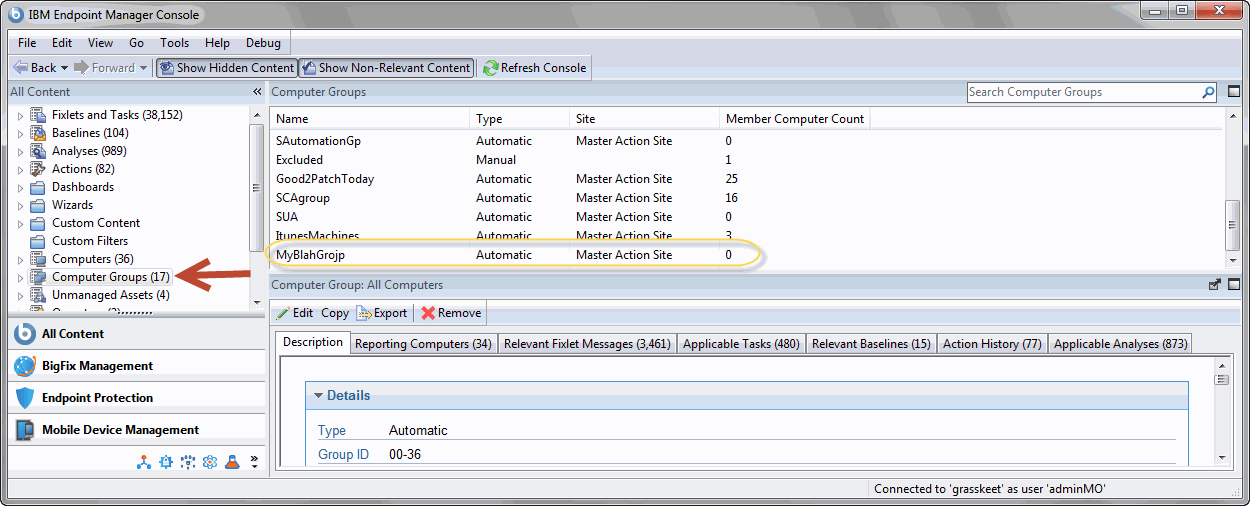 IBM Endpoint Manager Console
File Edit View Go Tools Help Debug
Back Forward Show Hidden Content Show Non-Relevant Content Refresh Console
All Content
Fixlets and Tasks (38,152)
Baselines (104)
Analyses (989)
Actions (82)
Dashboards
Wizards
Custom Content
Custom Filters
Computers (36)
Computer Groups (17)
Unmanaged Assets (4)
All Content
BigFix Management
Endpoint Protection
Mobile Device Management
Computer Groups Search Computer Groups
Name Type Site Member Computer Count
SAutomationGp Automatic Master Action Site 0
Excluded Manual 1
Good2PatchToday Automatic Master Action Site 25
SCAgroup Automatic Master Action Site 16
SUA Automatic Master Action Site 0
ItunesMachines Automatic Master Action Site 3
MyBlahGrojp Automatic Master Action Site 0
Computer Group: All Computers
Edit Copy Export Remove
Description Reporting Computers (34) Relevant Fixlet Messages (3,461) Applicable Tasks (480) Relevant Baselines (15) Action History (77) Applicable Analyses (873)
Details
Type Automatic
Group ID 00-36
Connected to 'grasskeet' as user 'adminMO'